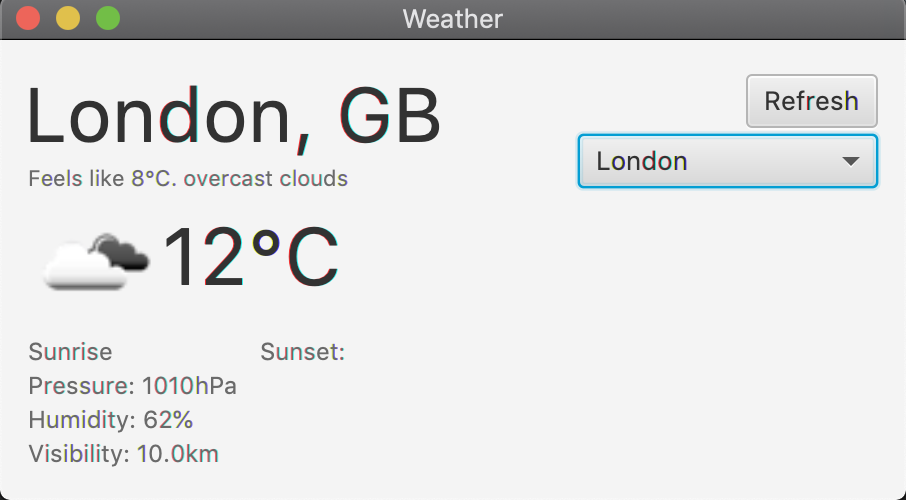 Weather
London, GB
Refresh
London
Feels like 8°C. overcast clouds
12°C
Sunrise Sunset:
Pressure: 1010hPa
Humidity: 62%
Visibility: 10.0km